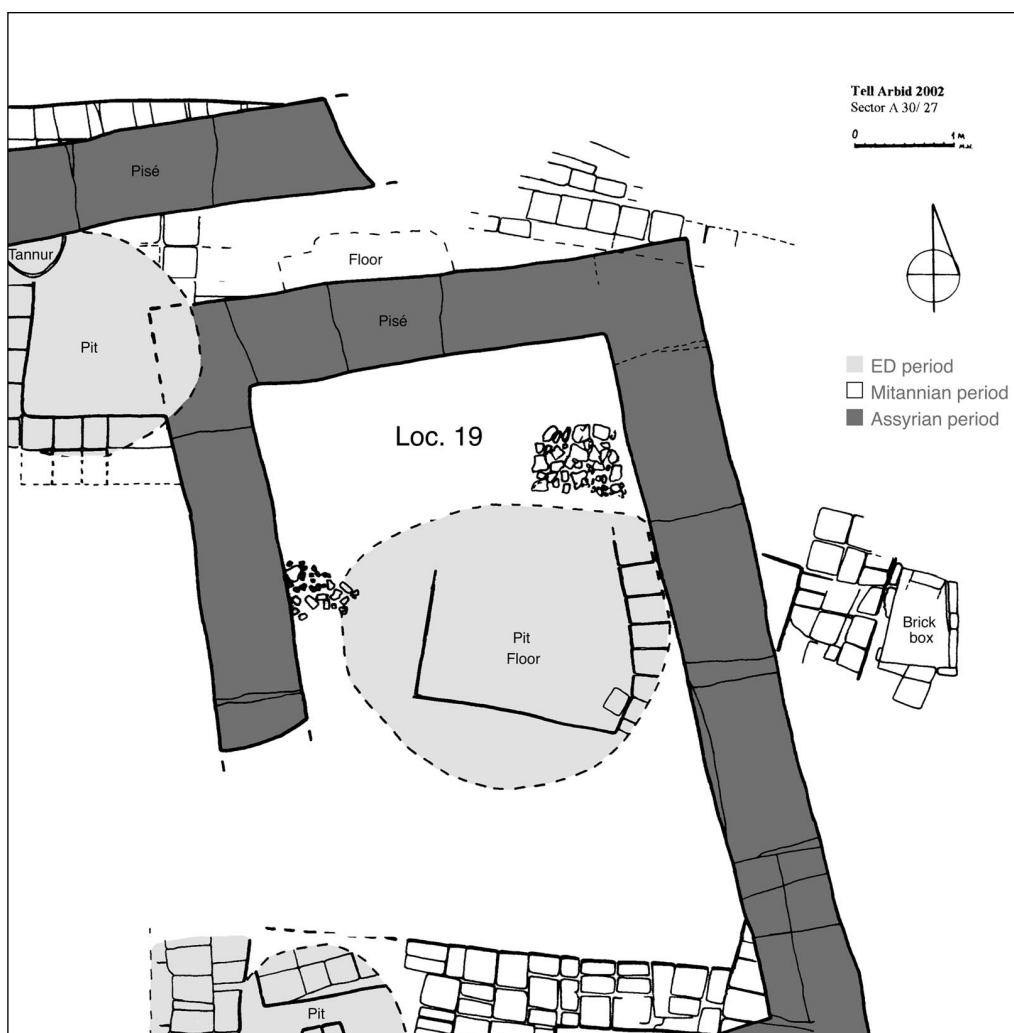 Tell Arbid 2002
Sector A 30/ 27
0 1 M
M.M.
Pisé
Tannur
Floor
Pit
Pisé
ED period
Mitannian period
Assyrian period
Loc. 19
Pit
Floor
Brick
box
Pit